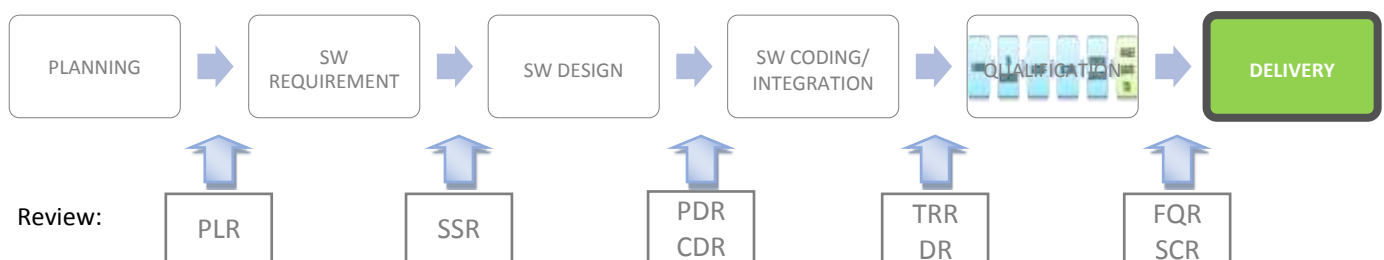 PLANNING
SW
REQUIREMENT
SW DESIGN
SW CODING/
INTEGRATION
QUALIFICATION
DELIVERY
Review:
PLR
SSR
PDR
CDR
TRR
DR
FQR
SCR